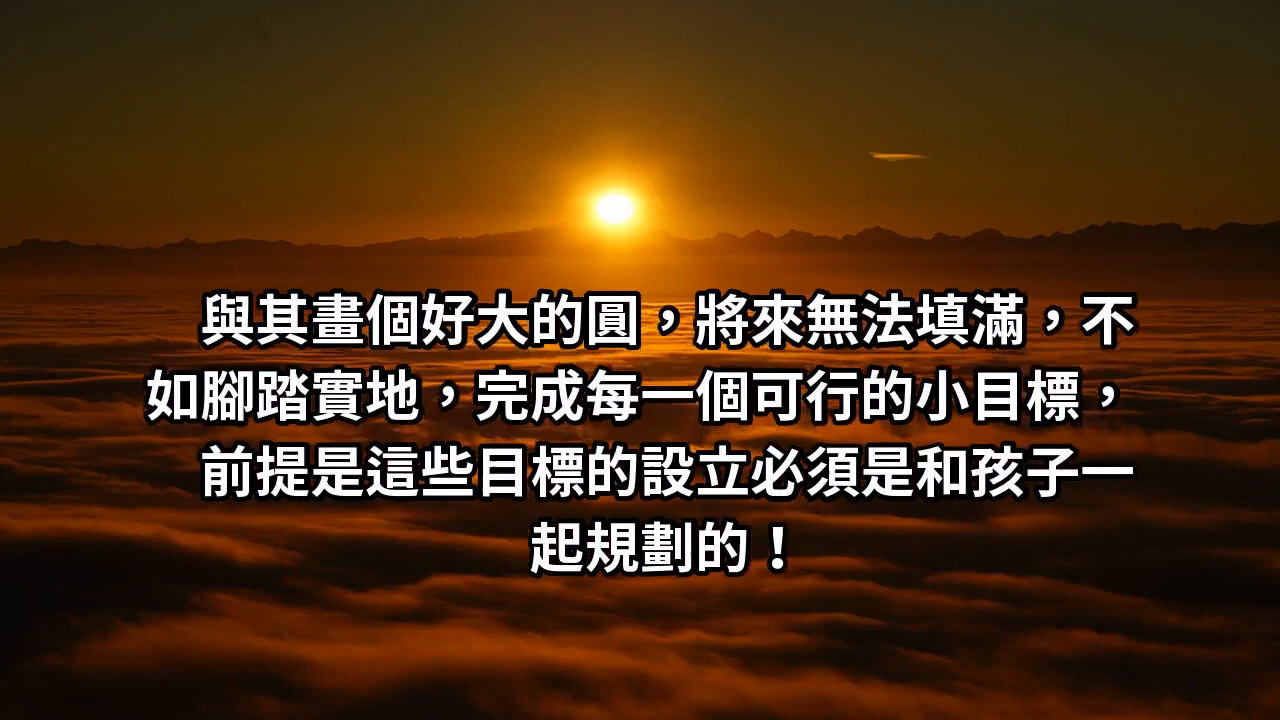 與其畫個好大的圓，將來無法填滿，不
如腳踏實地，完成每一個可行的小目標，
前提是這些目標的設立必須是和孩子一
起規劃的！